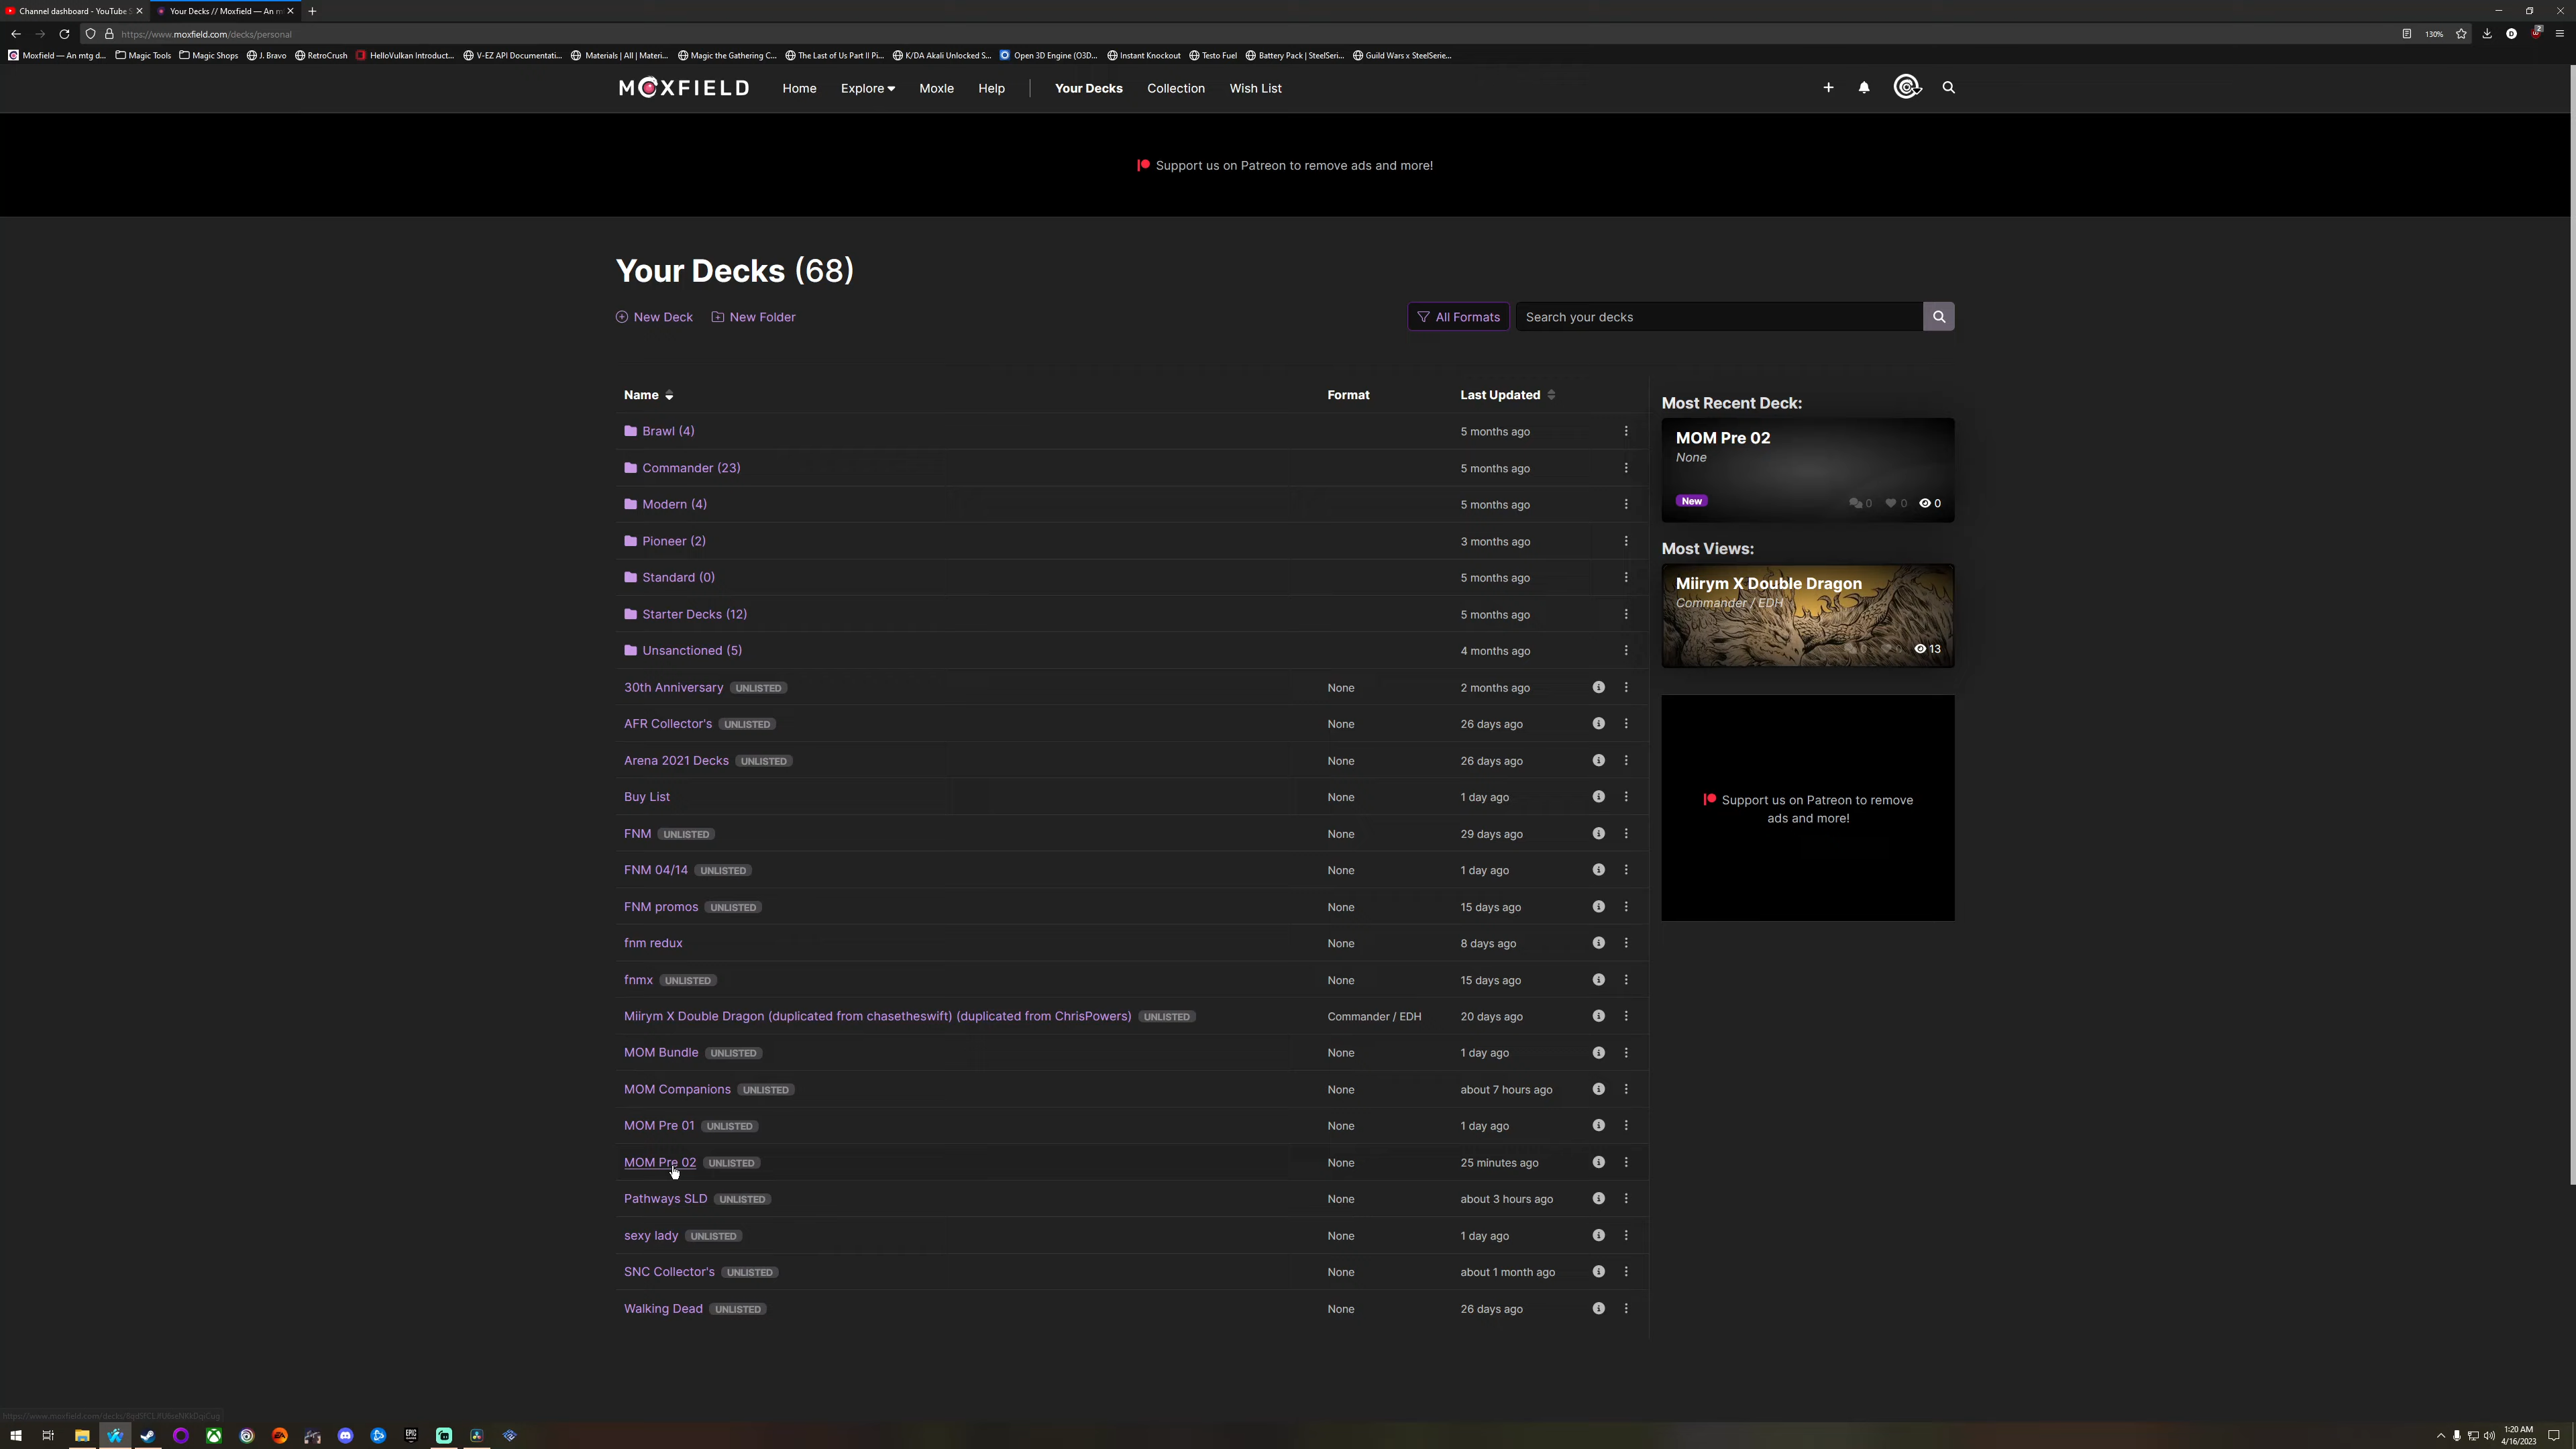 Channel dashboard - YouTube S
Your Decks // Moxfield — An m
https://www.moxfield.com/decks/personal
130%
Moxfield — An mtg d...
Magic Tools
Magic Shops
J. Bravo
RetroCrush
HelloVulkan Introduct...
V-EZ API Documentati...
Materials | All | Materi...
Magic the Gathering C...
The Last of Us Part II Pi...
K/DA Akali Unlocked S...
Open 3D Engine (O3D...
Instant Knockout
Testo Fuel
Battery Pack | SteelSeri...
Guild Wars x SteelSerie...
MOXFIELD
Home
Explore
Moxle
Help
Your Decks
Collection
Wish List
Support us on Patreon to remove ads and more!
Your Decks (68)
New Deck
New Folder
All Formats
Search your decks
Name Format Last Updated
Brawl (4) 5 months ago
Commander (23) 5 months ago
Modern (4) 5 months ago
Pioneer (2) 3 months ago
Standard (0) 5 months ago
Starter Decks (12) 5 months ago
Unsanctioned (5) 4 months ago
30th Anniversary UNLISTED None 2 months ago
AFR Collector's UNLISTED None 26 days ago
Arena 2021 Decks UNLISTED None 26 days ago
Buy List None 1 day ago
FNM UNLISTED None 29 days ago
FNM 04/14 UNLISTED None 1 day ago
FNM promos UNLISTED None 15 days ago
fnm redux None 8 days ago
fnmx UNLISTED None 15 days ago
Miirym X Double Dragon (duplicated from chasetheswift) (duplicated from ChrisPowers) UNLISTED Commander / EDH 20 days ago
MOM Bundle UNLISTED None 1 day ago
MOM Companions UNLISTED None about 7 hours ago
MOM Pre 01 UNLISTED None 1 day ago
MOM Pre 02 UNLISTED None 25 minutes ago
Pathways SLD UNLISTED None about 3 hours ago
sexy lady UNLISTED None 1 day ago
SNC Collector's UNLISTED None about 1 month ago
Walking Dead UNLISTED None 26 days ago
Most Recent Deck:
MOM Pre 02
None
New
0 0 0
Most Views:
Miirym X Double Dragon
Commander / EDH
0 0 13
Support us on Patreon to remove
ads and more!
1:20 AM
4/16/2023